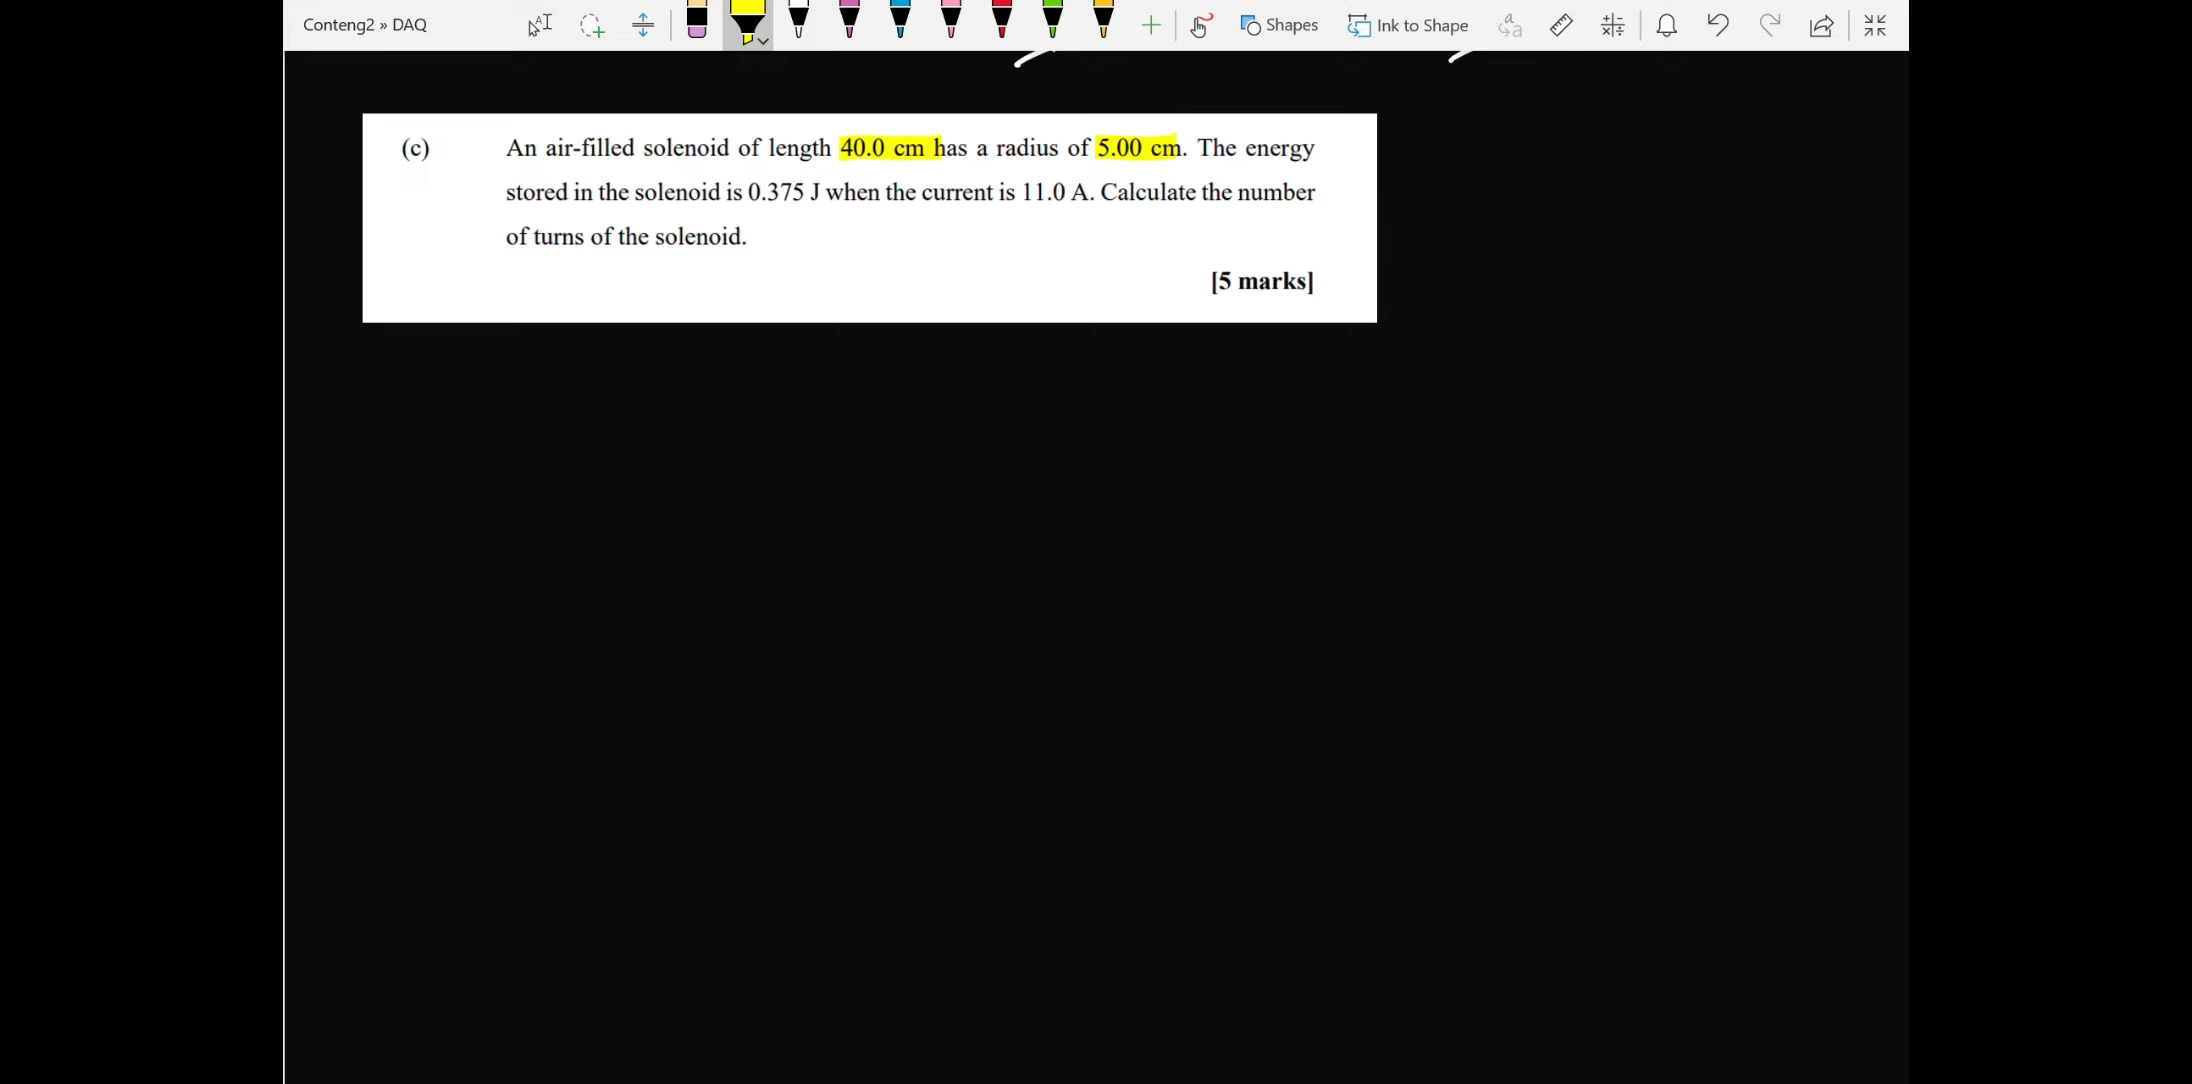 Conteng2 » DAQ
Shapes
Ink to Shape
(c) An air-filled solenoid of length 40.0 cm has a radius of 5.00 cm. The energy
stored in the solenoid is 0.375 J when the current is 11.0 A. Calculate the number
of turns of the solenoid.
[5 marks]